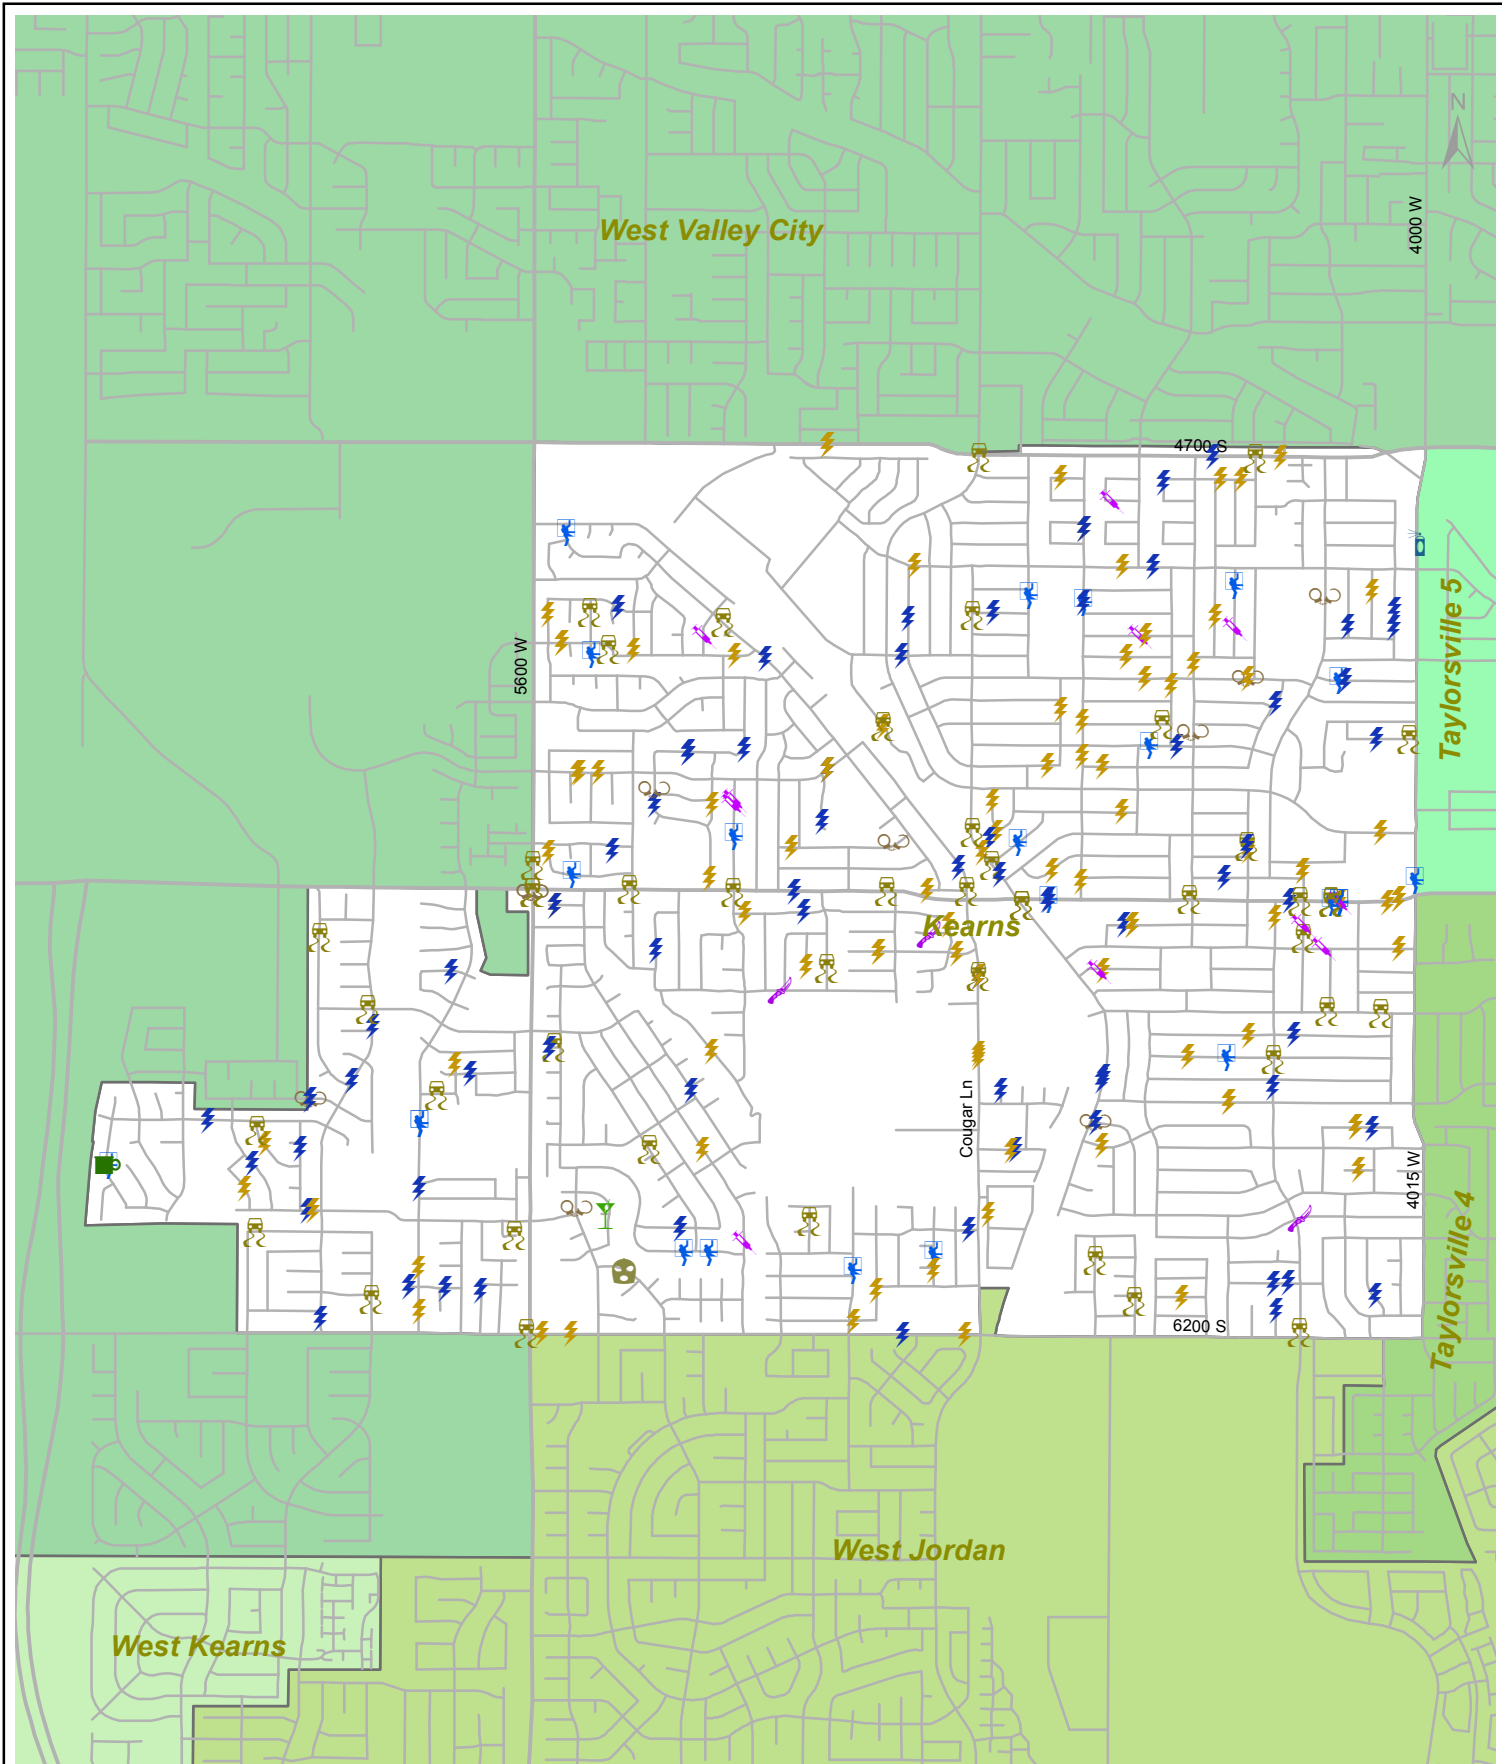 N
4000 W
West Valley City
4700 S
Taylorsville 5
5600 W
Kearns
Cougar Ln
4015 W
Taylorsville 4
6200 S
West Jordan
West Kearns